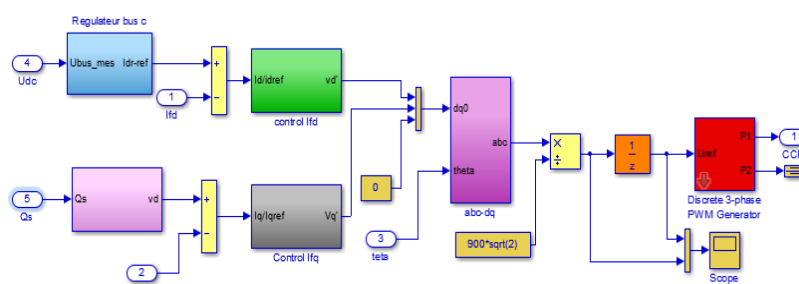 Regulateur bus c
4
Udc
Ubus_mes
Idr-ref
+
−
1
Ifd
Id/idref
vd'
control Ifd
5
Qs
Qs
vd
+
−
2
Iq/Iqref
Vq'
Control Ifq
0
3
teta
dq0
abc
theta
abc-dq
900*sqrt(2)
×
÷
1
z
Uref
P1
P2
Discrete 3-phase
PWM Generator
1
Scope